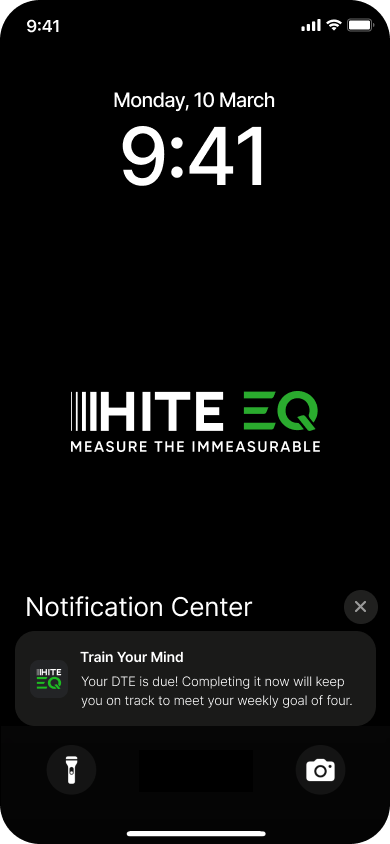 9:41
Monday, 10 March
9:41
HITE EQ
MEASURE THE IMMEASURABLE
Notification Center
Train Your Mind
HITE
EQ
Your DTE is due! Completing it now will keep
you on track to meet your weekly goal of four.